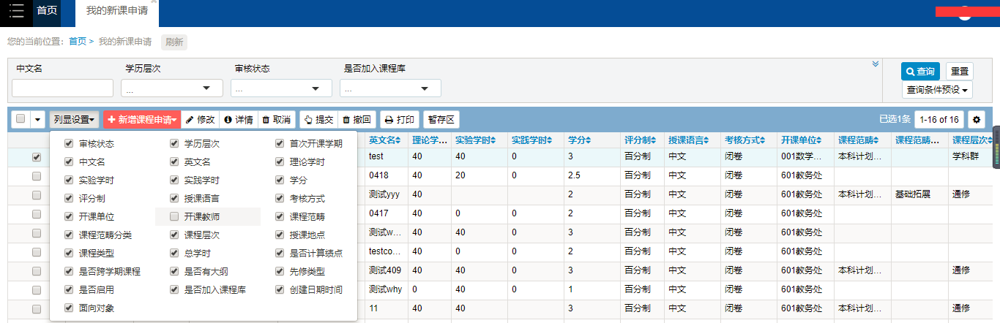 首页 我的新课申请
您的当前位置: 首页 > 我的新课申请 刷新
中文名 学历层次 审核状态 是否加入课程库
... ... ...
查询 重置
查询条件预设
列显设置 新增课程申请 修改 详情 取消 提交 撤回 打印 暂存区 已选1条 1-16 of 16
审核状态 学历层次 首次开课学期
中文名 英文名 理论学时
实验学时 实践学时 学分
评分制 授课语言 考核方式
开课单位 开课教师 课程范畴
课程范畴分类 课程层次 授课地点
课程类型 总学时 是否计算绩点
是否跨学期课程 是否有大纲 先修类型
是否启用 是否加入课程库 创建日期时间
面向对象
英文名 理论学... 实验学时 实践学时 学分 评分制 授课语言 考核方式 开课单位 课程范畴 课程范畴... 课程层次
test 40 40 0 3 百分制 中文 闭卷 001数学... 本科计划... 学科群
0418 40 20 0 2.5 百分制 中文 闭卷 601教务处
测试yyy 40 2 百分制 中文 闭卷 601教务处 本科计划... 基础拓展 通修
0417 40 0 0 2 百分制 中文 闭卷 601教务处
测试w... 40 40 0 3 百分制 中文 闭卷 601教务处
testco... 40 0 0 2 百分制 中文 闭卷 601教务处
测试409 40 40 0 3 百分制 中文 闭卷 601教务处 本科计划... 通修
测试why 0 40 0 1 百分制 中文 闭卷 601教务处
11 40 40 3 百分制 中文 闭卷 601教务处 本科计划... 通修